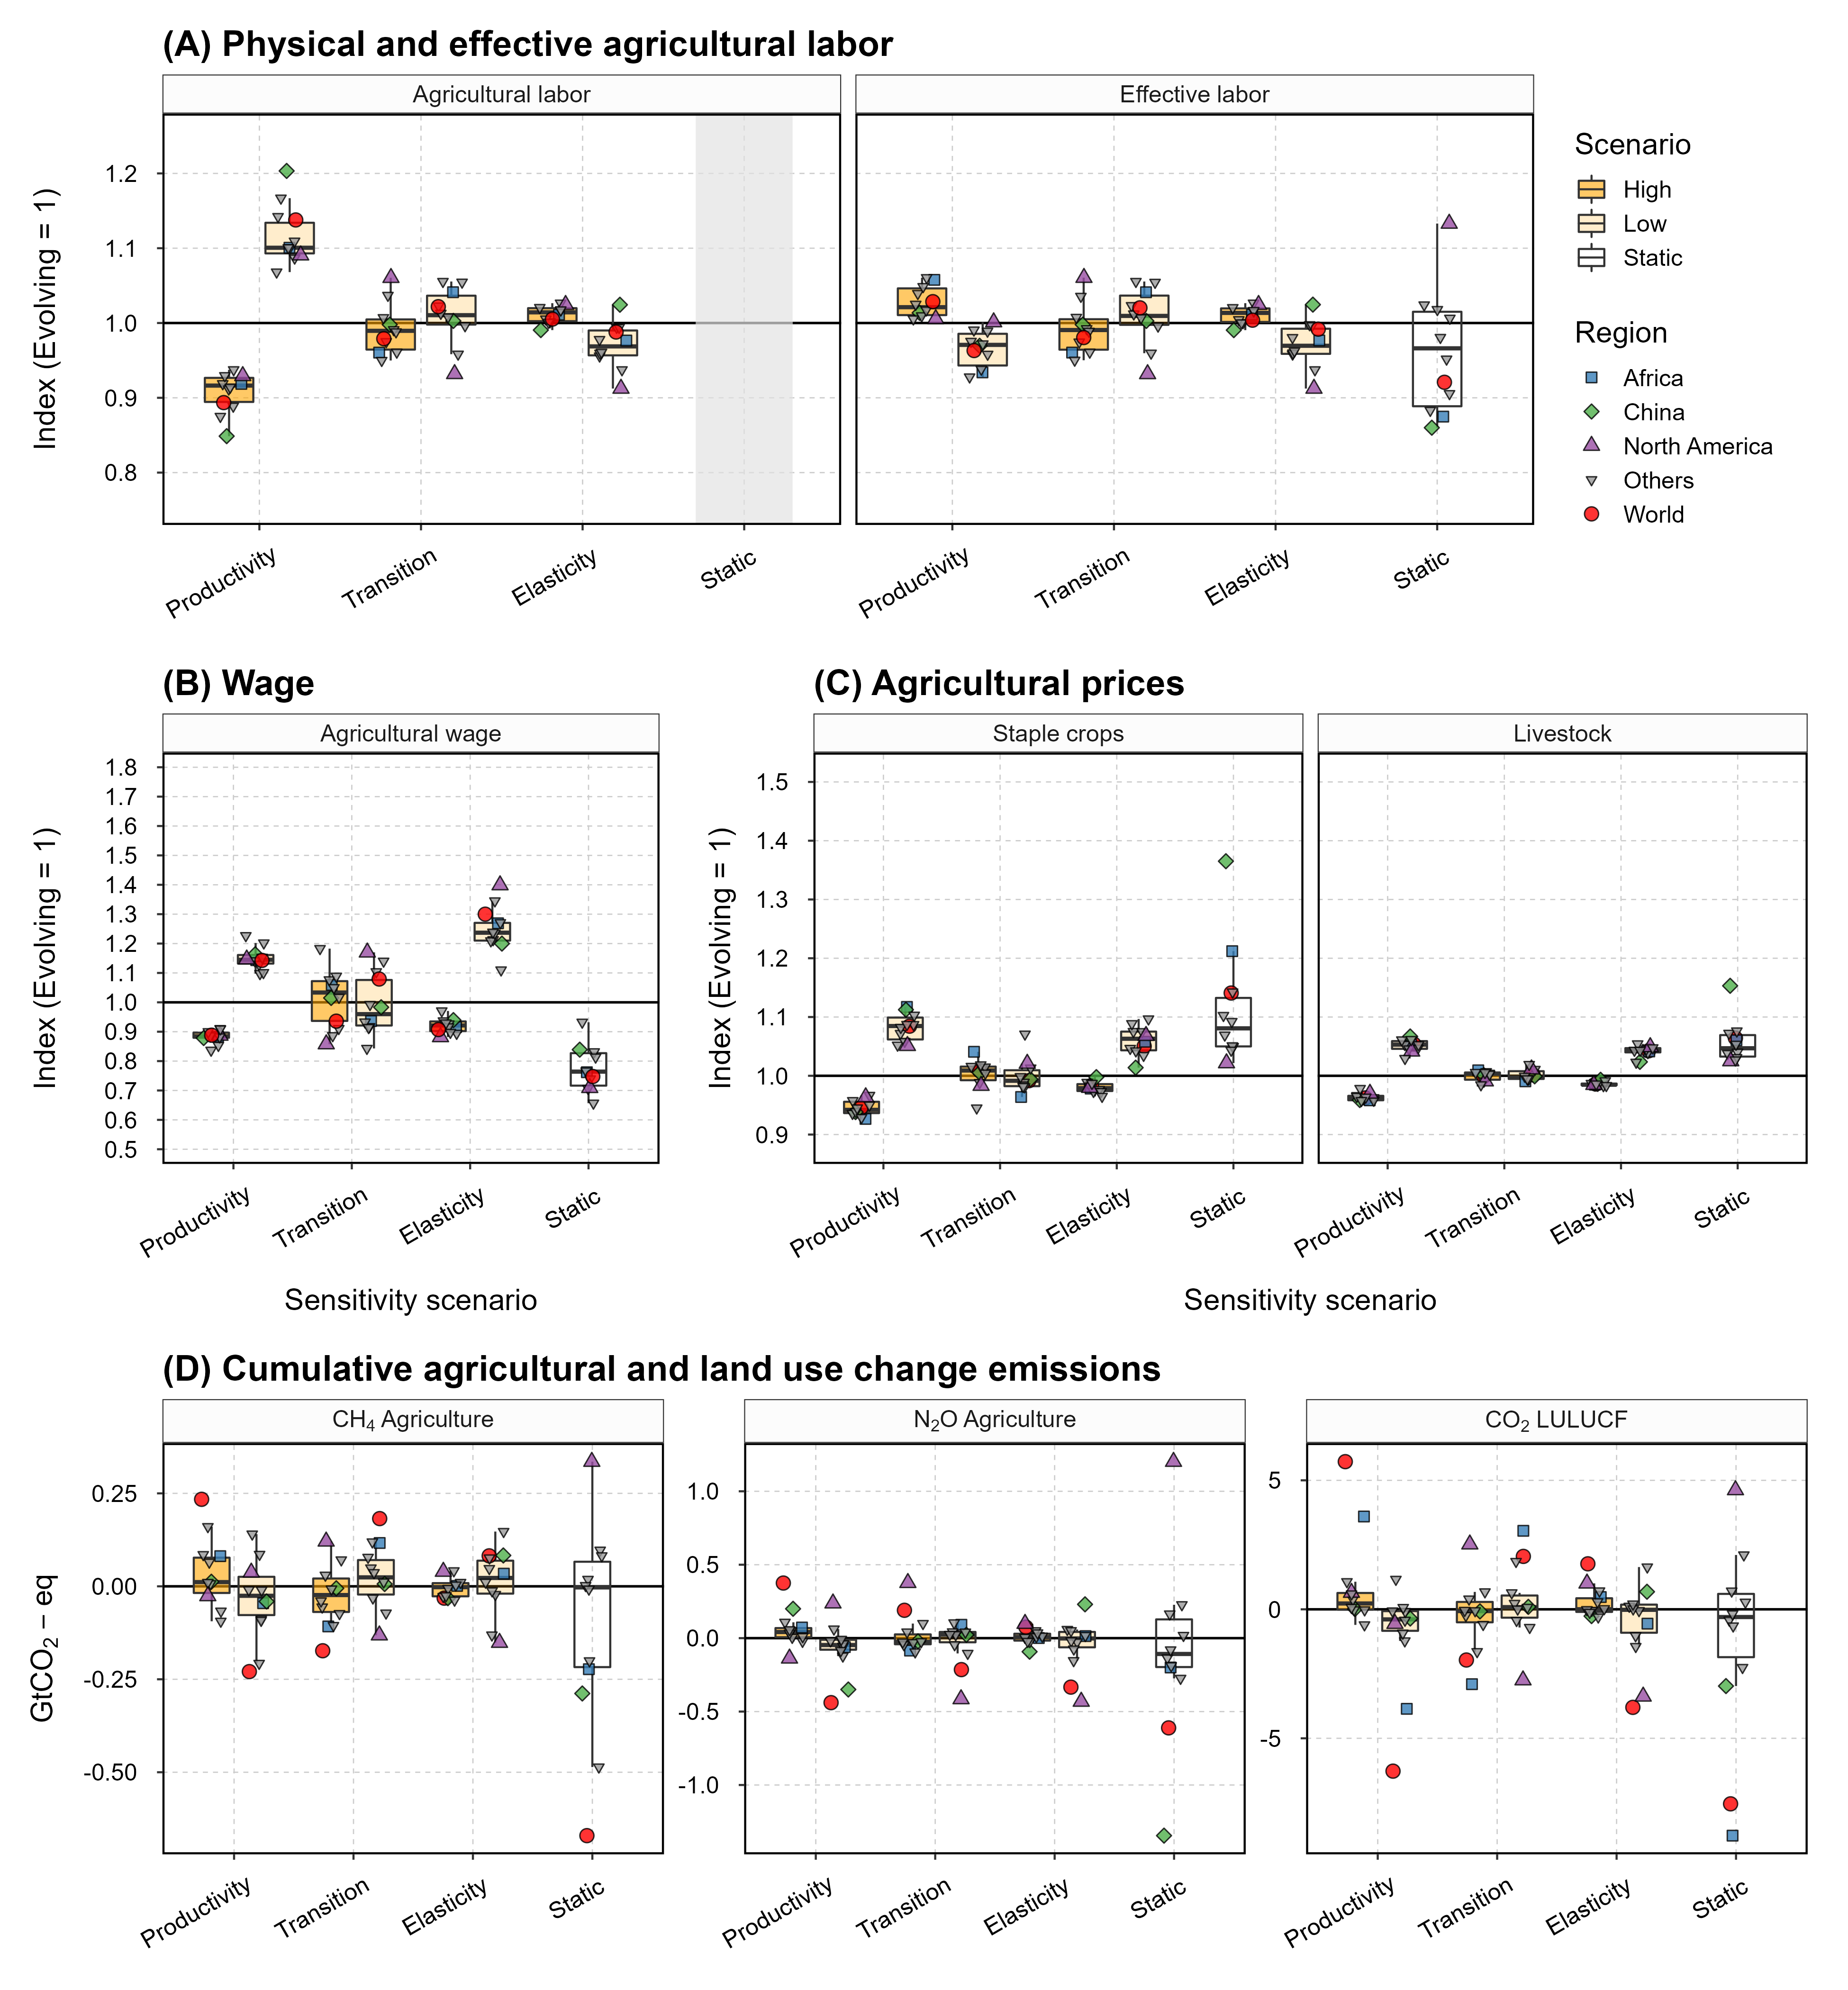 (A) Physical and effective agricultural labor
Agricultural labor
Effective labor
Index (Evolving = 1)
1.2
1.1
1.0
0.9
0.8
Productivity
Transition
Elasticity
Static
Productivity
Transition
Elasticity
Static
Scenario
High
Low
Static
Region
Africa
China
North America
Others
World
(B) Wage
Agricultural wage
Index (Evolving = 1)
1.8
1.7
1.6
1.5
1.4
1.3
1.2
1.1
1.0
0.9
0.8
0.7
0.6
0.5
Productivity
Transition
Elasticity
Static
Sensitivity scenario
(C) Agricultural prices
Staple crops
Livestock
Index (Evolving = 1)
1.5
1.4
1.3
1.2
1.1
1.0
0.9
Productivity
Transition
Elasticity
Static
Productivity
Transition
Elasticity
Static
Sensitivity scenario
(D) Cumulative agricultural and land use change emissions
CH₄ Agriculture
N₂O Agriculture
CO₂ LULUCF
GtCO₂ − eq
0.25
0.00
-0.25
-0.50
Productivity
Transition
Elasticity
Static
1.0
0.5
0.0
-0.5
-1.0
Productivity
Transition
Elasticity
Static
5
0
-5
Productivity
Transition
Elasticity
Static